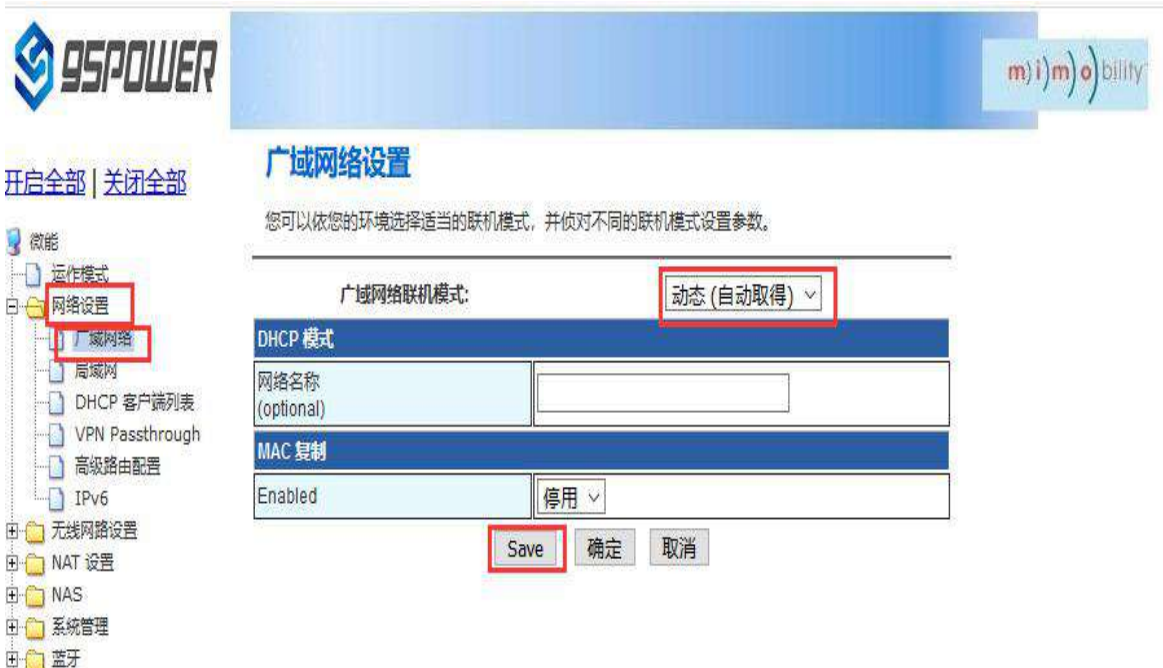 9SPOWER
m)i)m)o)bility
开启全部 | 关闭全部
微能
运作模式
网络设置
广域网络
局域网
DHCP 客户端列表
VPN Passthrough
高级路由配置
IPv6
无线网路设置
NAT 设置
NAS
系统管理
蓝牙
广域网络设置
您可以依您的环境选择适当的联机模式，并侦对不同的联机模式设置参数。
广域网络联机模式: 动态 (自动取得)
DHCP 模式
网络名称
(optional)
MAC 复制
Enabled 停用
Save 确定 取消